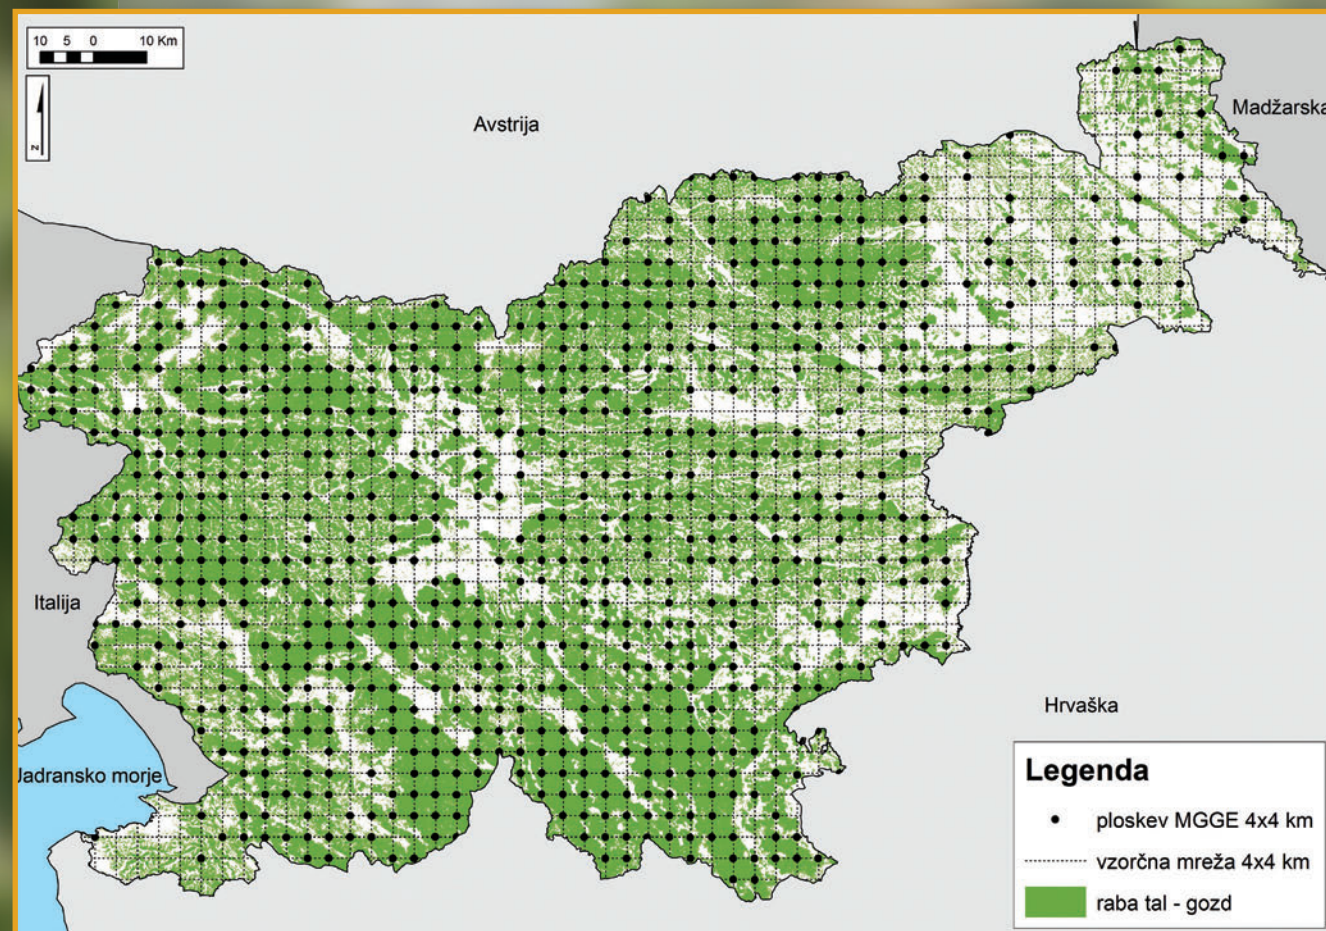 10 5 0 10 Km
z
Avstrija
Madžarska
Italija
Jadransko morje
Hrvaška
Legenda
ploskev MGGE 4x4 km
vzorčna mreža 4x4 km
raba tal - gozd